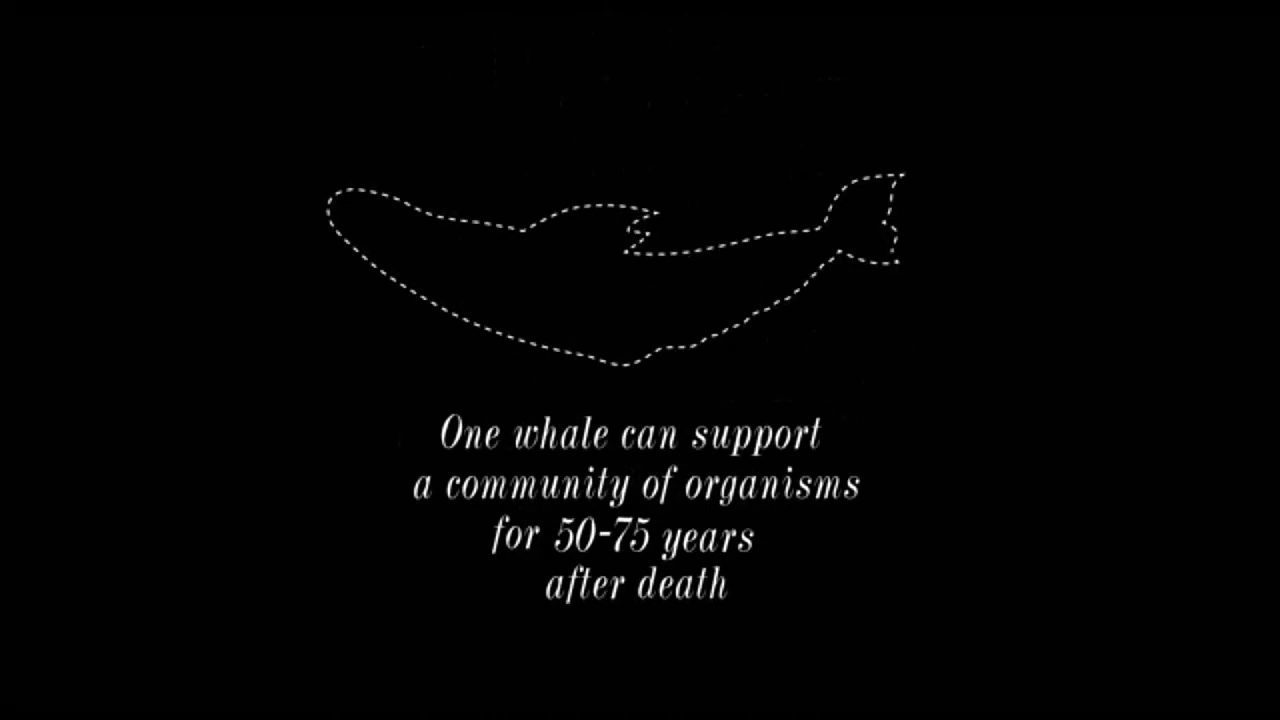 One whale can support
a community of organisms
for 50-75 years
after death